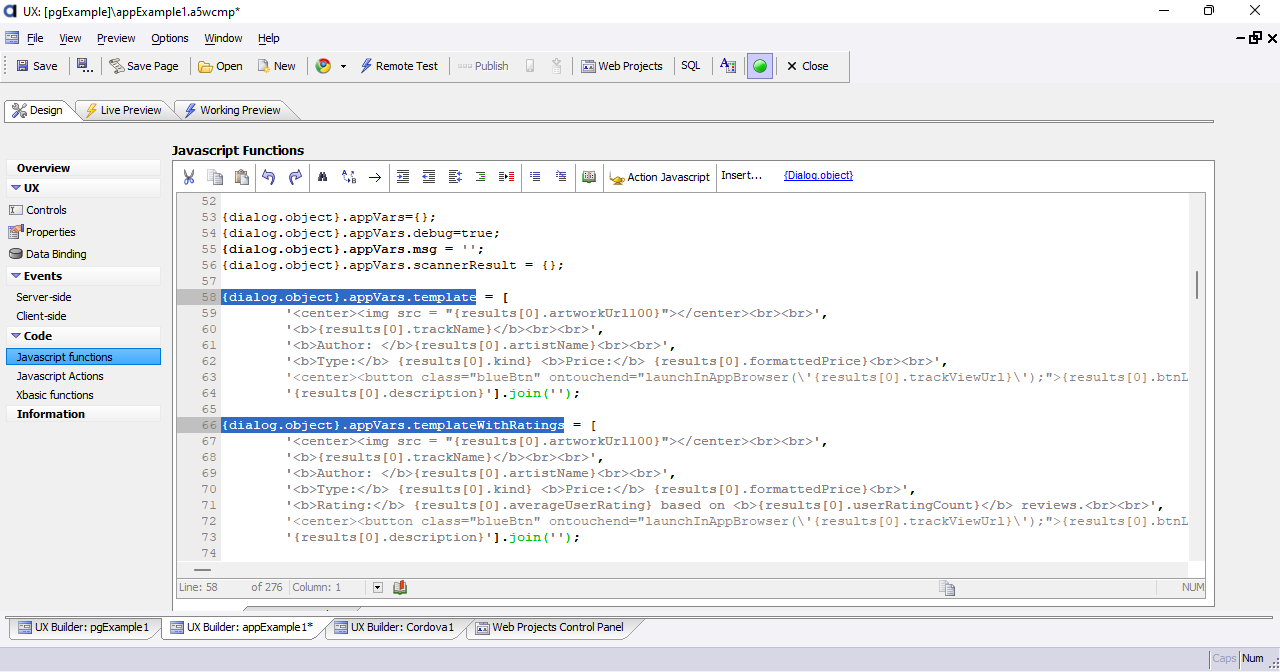 UX: [pgExample]\appExample1.a5wcmp*
File View Preview Options Window Help
Save Save Page Open New Remote Test Publish Web Projects SQL Close
Design Live Preview Working Preview
Javascript Functions
Overview
UX
Controls
Properties
Data Binding
Events
Server-side
Client-side
Code
Javascript functions
Javascript Actions
Xbasic functions
Information
Action Javascript Insert... {Dialog.object}
52
53 {dialog.object}.appVars={};
54 {dialog.object}.appVars.debug=true;
55 {dialog.object}.appVars.msg = '';
56 {dialog.object}.appVars.scannerResult = {};
57
58 {dialog.object}.appVars.template = [
59 '<center><img src = "{results[0].artworkUrl100}"></center><br><br>',
60 '<b>{results[0].trackName}</b><br><br>',
61 '<b>Author: </b>{results[0].artistName}<br><br>',
62 '<b>Type:</b> {results[0].kind} <b>Price:</b> {results[0].formattedPrice}<br><br>',
63 '<center><button class="blueBtn" ontouchend="launchInAppBrowser(\'{results[0].trackViewUrl}\');">{results[0].btnL
64 '{results[0].description}'].join('');
65
66 {dialog.object}.appVars.templateWithRatings = [
67 '<center><img src = "{results[0].artworkUrl100}"></center><br><br>',
68 '<b>{results[0].trackName}</b><br><br>',
69 '<b>Author: </b>{results[0].artistName}<br><br>',
70 '<b>Type:</b> {results[0].kind} <b>Price:</b> {results[0].formattedPrice}<br>',
71 '<b>Rating:</b> {results[0].averageUserRating} based on <b>{results[0].userRatingCount}</b> reviews.<br><br>',
72 '<center><button class="blueBtn" ontouchend="launchInAppBrowser(\'{results[0].trackViewUrl}\');">{results[0].btnL
73 '{results[0].description}'].join('');
74
Line: 58 of 276 Column: 1 NUM
UX Builder: pgExample1 UX Builder: appExample1* UX Builder: Cordova1 Web Projects Control Panel
Caps Num